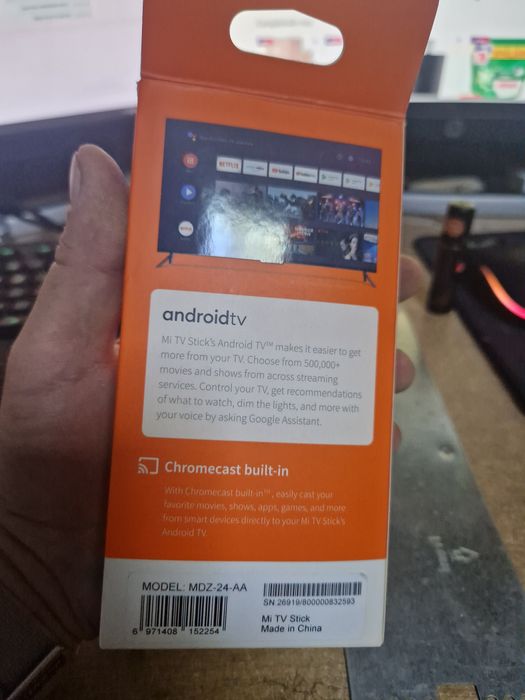 NETFLIX
androidtv
Mi TV Stick's Android TV™ makes it easier to get
more from your TV. Choose from 500,000+
movies and shows from across streaming
services. Control your TV, get recommendations
of what to watch, dim the lights, and more with
your voice by asking Google Assistant.
Chromecast built-in
With Chromecast built-in™, easily cast your
favorite movies, shows, apps, games, and more
from smart devices directly to your Mi TV Stick's
Android TV.
MODEL: MDZ-24-AA
6 971408 152254
SN:26919/800000832593
Mi TV Stick
Made in China